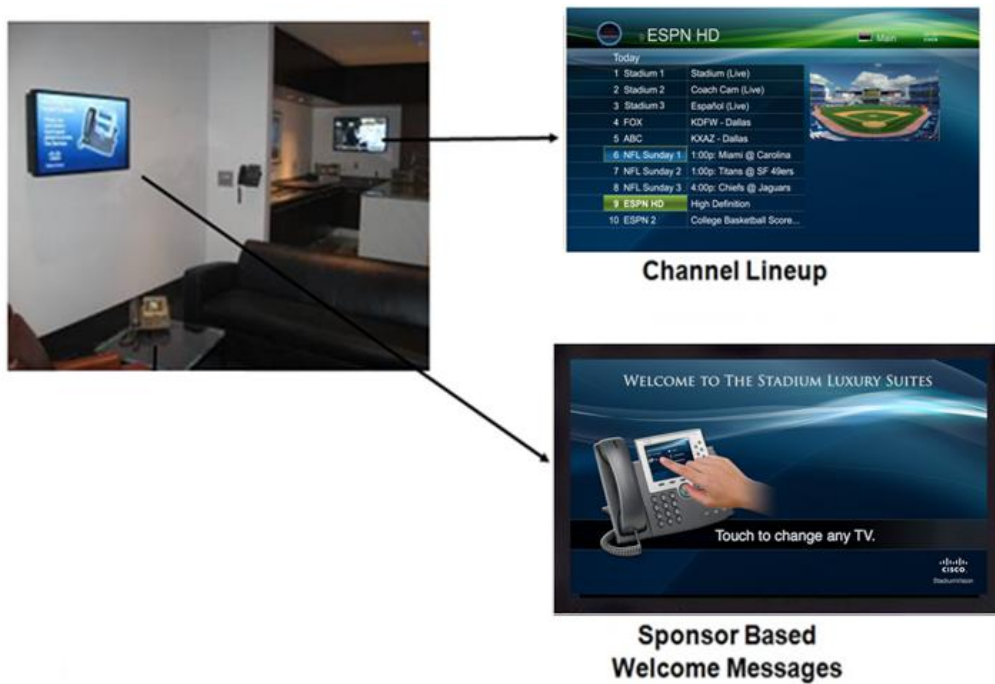 ESPN HD
Main
CISCO
Today
1 Stadium 1 Stadium (Live)
2 Stadium 2 Coach Cam (Live)
3 Stadium 3 Español (Live)
4 FOX KDFW - Dallas
5 ABC KXAZ - Dallas
6 NFL Sunday 1 1:00p: Miami @ Carolina
7 NFL Sunday 2 1:00p: Titans @ SF 49ers
8 NFL Sunday 3 4:00p: Chiefs @ Jaguars
9 ESPN HD High Definition
10 ESPN 2 College Basketball Score...
Channel Lineup
WELCOME TO THE STADIUM LUXURY SUITES
Touch to change any TV.
CISCO
StadiumVision
Sponsor Based
Welcome Messages